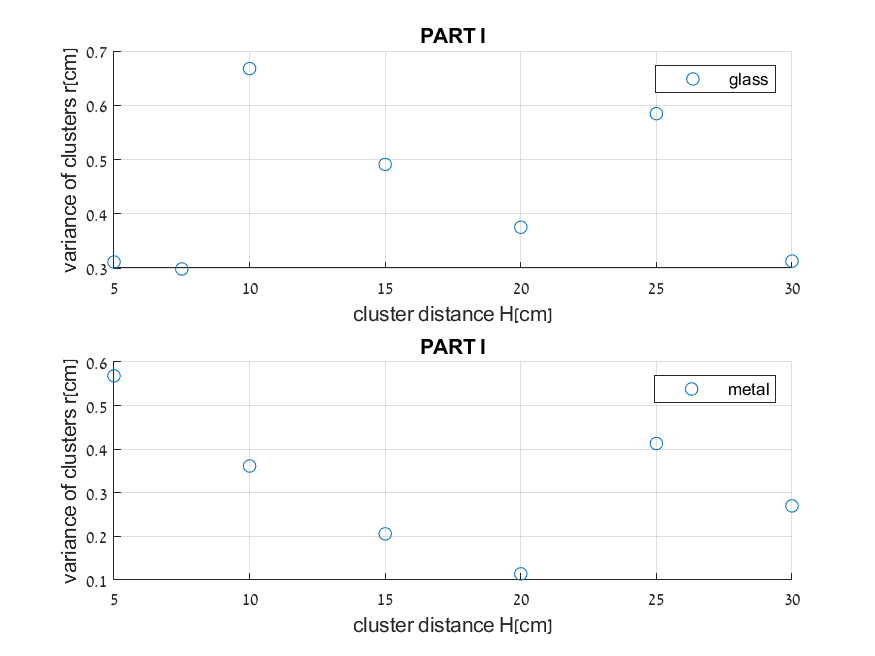 PART I
variance of clusters r[cm]
0.7
0.6
0.5
0.4
0.3
glass
5 10 15 20 25 30
cluster distance H[cm]
PART I
variance of clusters r[cm]
0.6
0.5
0.4
0.3
0.2
0.1
metal
5 10 15 20 25 30
cluster distance H[cm]